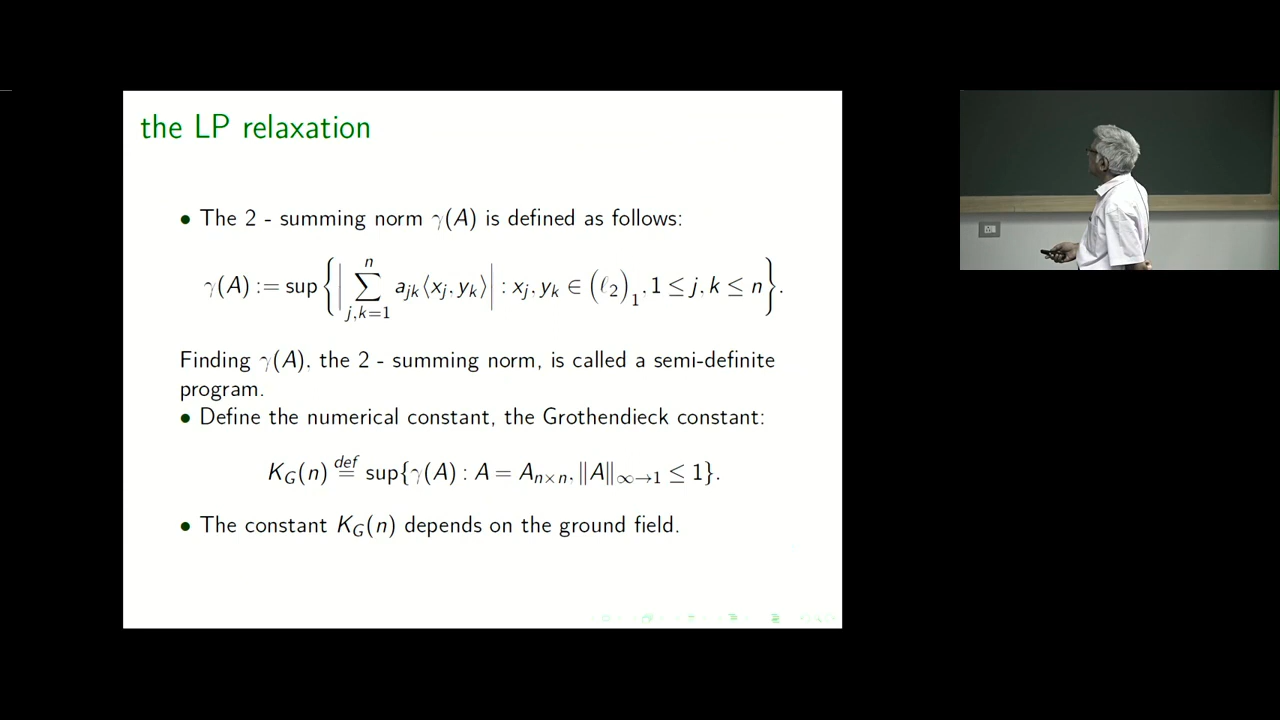 the LP relaxation
• The 2 - summing norm γ(A) is defined as follows:
γ(A) := sup{|∑_{j,k=1}^{n} a_{jk}⟨x_j, y_k⟩| : x_j, y_k ∈ (ℓ_2)_1, 1 ≤ j, k ≤ n}.
Finding γ(A), the 2 - summing norm, is called a semi-definite
program.
• Define the numerical constant, the Grothendieck constant:
K_G(n) \stackrel{def}{=} sup{γ(A) : A = A_{n×n}, ‖A‖_{∞→1} ≤ 1}.
• The constant K_G(n) depends on the ground field.